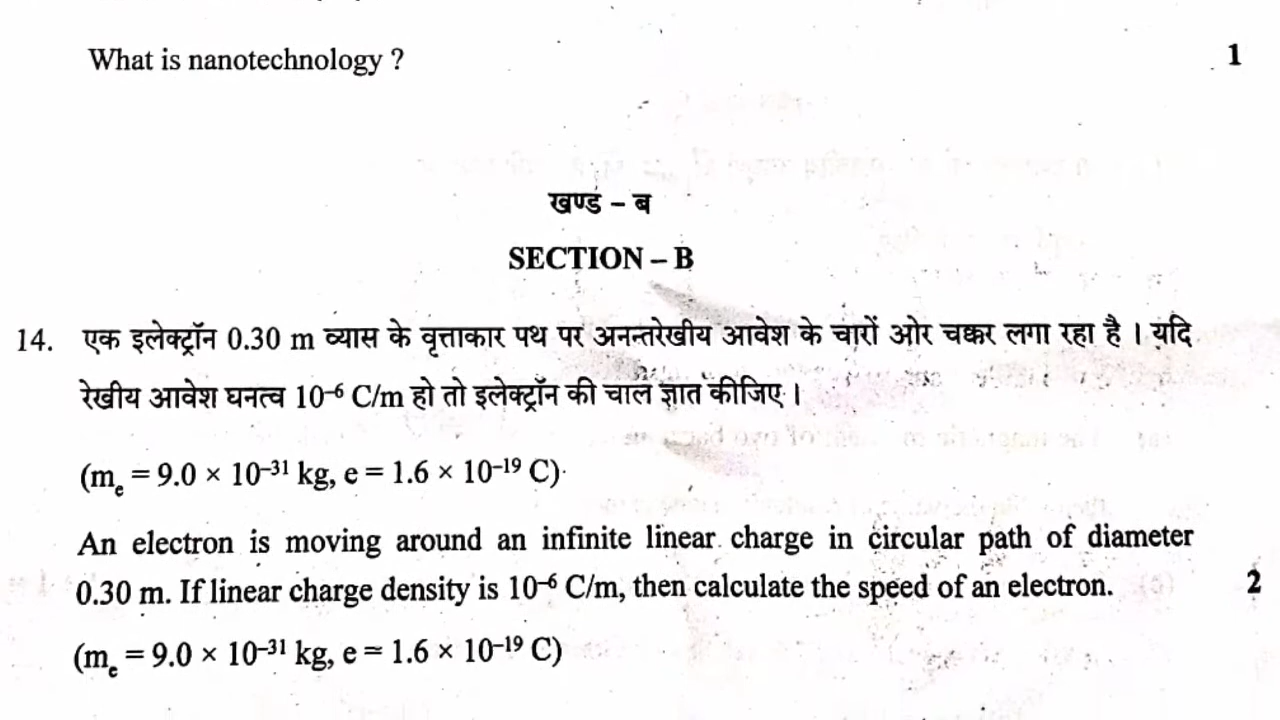 What is nanotechnology ? 1
खण्ड – ब
SECTION – B
14. एक इलेक्ट्रॉन 0.30 m व्यास के वृत्ताकार पथ पर अनन्तरेखीय आवेश के चारों ओर चक्कर लगा रहा है । यदि
रेखीय आवेश घनत्व 10⁻⁶ C/m हो तो इलेक्ट्रॉन की चाल ज्ञात कीजिए ।
(mₑ = 9.0 × 10⁻³¹ kg, e = 1.6 × 10⁻¹⁹ C)
An electron is moving around an infinite linear charge in circular path of diameter
0.30 m. If linear charge density is 10⁻⁶ C/m, then calculate the speed of an electron. 2
(mₑ = 9.0 × 10⁻³¹ kg, e = 1.6 × 10⁻¹⁹ C)